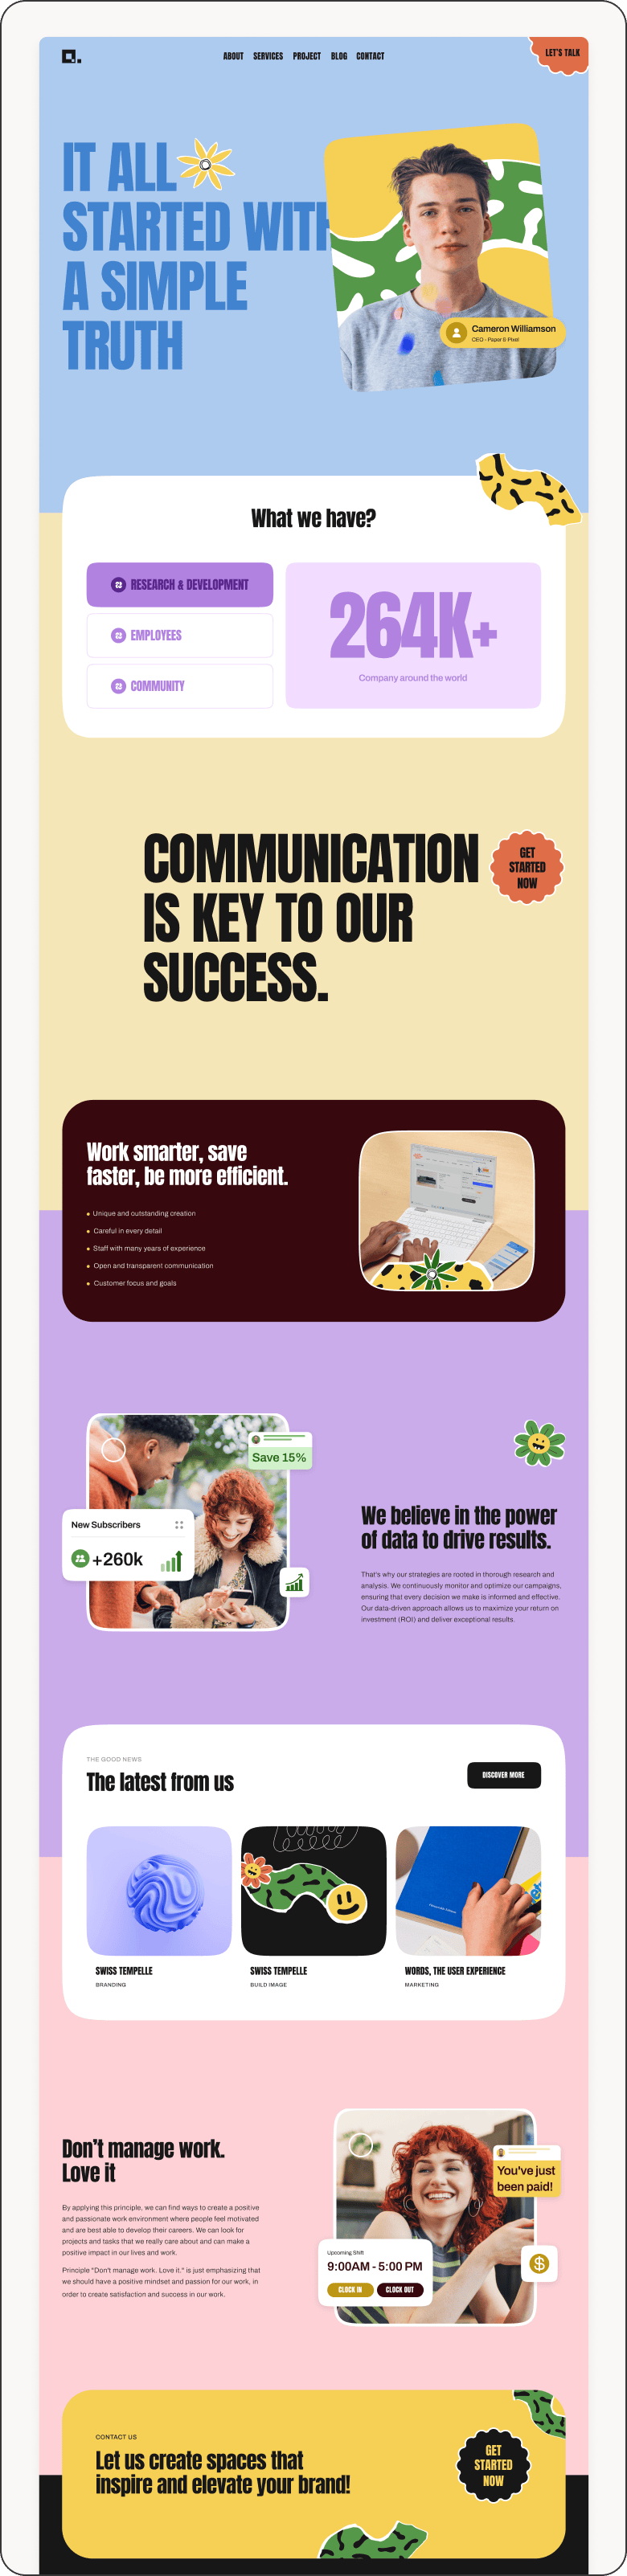 ABOUT SERVICES PROJECT BLOG CONTACT
LET'S TALK
IT ALL
STARTED WITH
A SIMPLE
TRUTH
Cameron Williamson
CEO - Paper & Pixel
What we have?
RESEARCH & DEVELOPMENT
EMPLOYEES
COMMUNITY
264K+
Company around the world
COMMUNICATION
IS KEY TO OUR
SUCCESS.
GET
STARTED
NOW
Work smarter, save
faster, be more efficient.
Unique and outstanding creation
Careful in every detail
Staff with many years of experience
Open and transparent communication
Customer focus and goals
Save 15%
New Subscribers
+260k
We believe in the power
of data to drive results.
That's why our strategies are rooted in thorough research and
analysis. We continuously monitor and optimize our campaigns,
ensuring that every decision we make is informed and effective.
Our data-driven approach allows us to maximize your return on
investment (ROI) and deliver exceptional results.
THE GOOD NEWS
The latest from us
DISCOVER MORE
SWISS TEMPELLE
BRANDING
SWISS TEMPELLE
BUILD IMAGE
WORDS, THE USER EXPERIENCE
MARKETING
Don't manage work.
Love it
By applying this principle, we can find ways to create a positive
and passionate work environment where people feel motivated
and are best able to develop their careers. We can look for
projects and tasks that we really care about and can make a
positive impact in our lives and work.
Principle "Don't manage work. Love it." is just emphasizing that
we should have a positive mindset and passion for our work, in
order to create satisfaction and success in our work.
You've just
been paid!
Upcoming Shift
9:00AM - 5:00 PM
CLOCK IN
CLOCK OUT
CONTACT US
Let us create spaces that
inspire and elevate your brand!
GET
STARTED
NOW